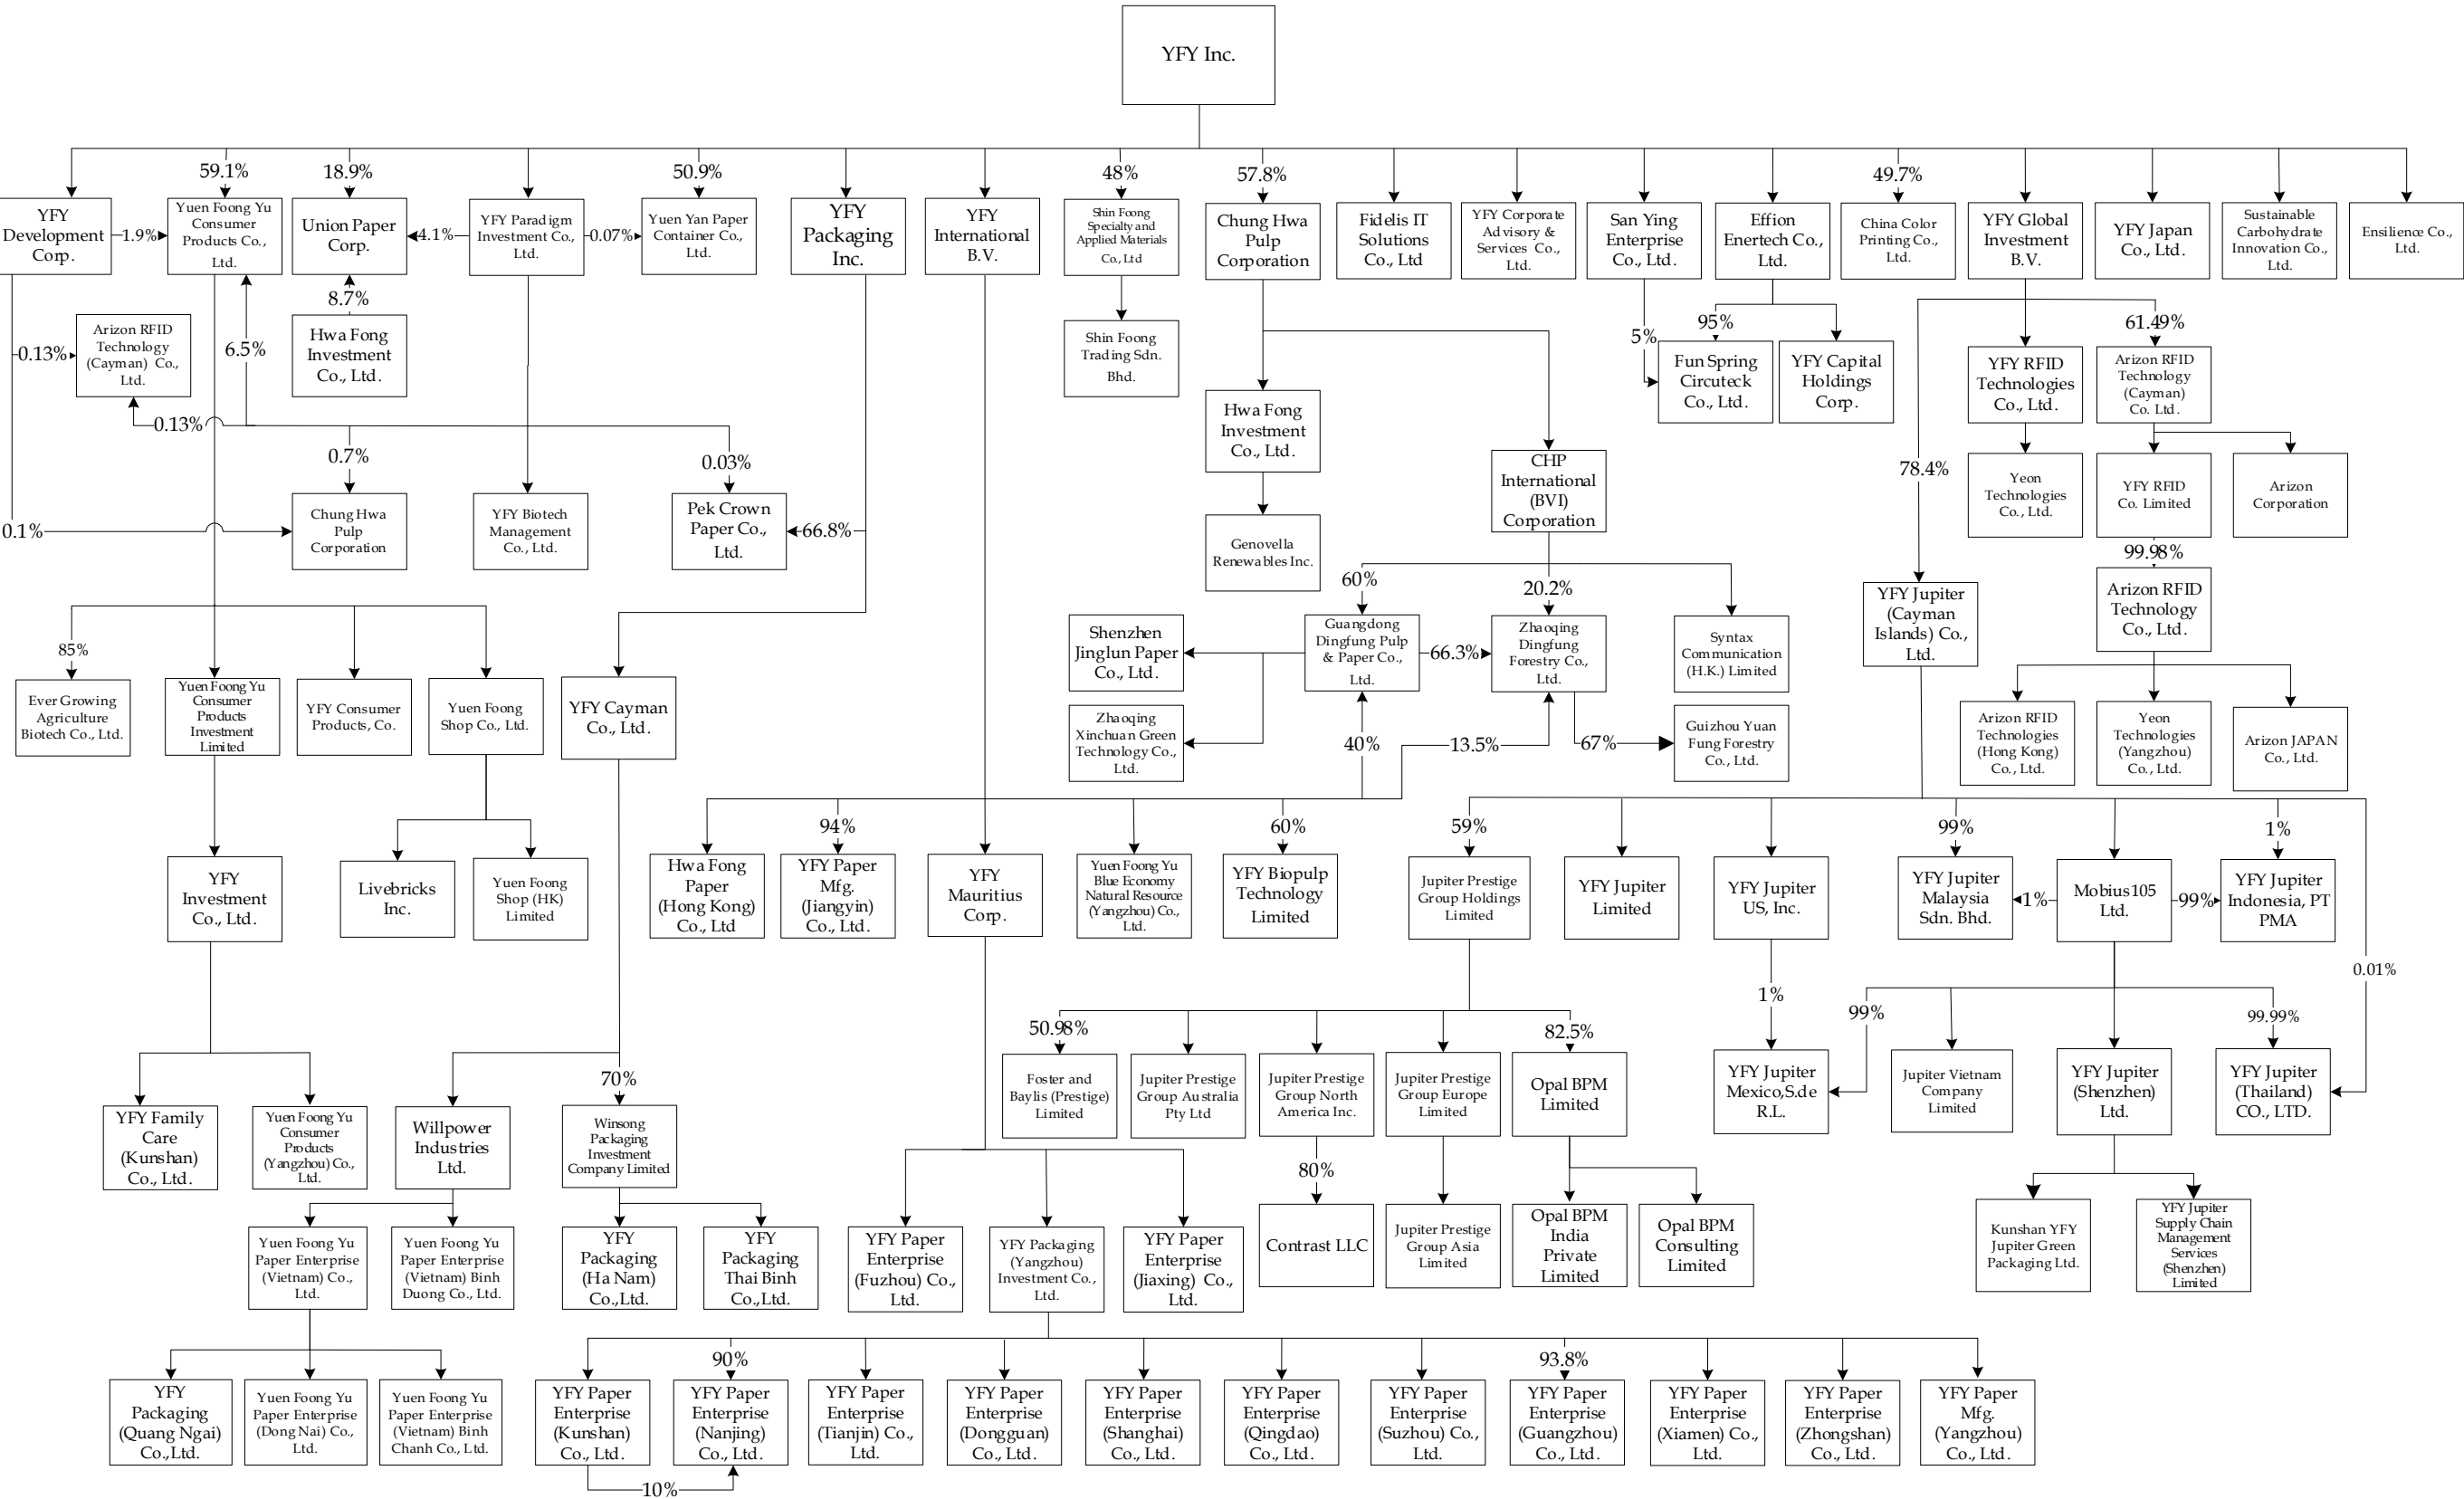 YFY Inc.
59.1%
18.9%
50.9%
48%
57.8%
49.7%
YFY
Development
Corp.
1.9%
Yuen Foong Yu
Consumer
Products Co.,
Ltd.
Union Paper
Corp.
4.1%
YFY Paradigm
Investment Co.,
Ltd.
0.07%
Yuen Yan Paper
Container Co.,
Ltd.
YFY
Packaging
Inc.
YFY
International
B.V.
Shin Foong
Specialty and
Applied Materials
Co., Ltd
Chung Hwa
Pulp
Corporation
Fidelis IT
Solutions
Co., Ltd
YFY Corporate
Advisory &
Services Co.,
Ltd.
San Ying
Enterprise
Co., Ltd.
Effion
Enertech Co.,
Ltd.
China Color
Printing Co.,
Ltd.
YFY Global
Investment
B.V.
YFY Japan
Co., Ltd.
Sustainable
Carbohydrate
Innovation Co.,
Ltd.
Ensilience Co.,
Ltd.
0.13%
Arizon RFID
Technology
(Cayman) Co.,
Ltd.
6.5%
8.7%
Hwa Fong
Investment
Co., Ltd.
Shin Foong
Trading Sdn.
Bhd.
5%
95%
Fun Spring
Circuteck
Co., Ltd.
YFY Capital
Holdings
Corp.
61.49%
YFY RFID
Technologies
Co., Ltd.
Arizon RFID
Technology
(Cayman)
Co. Ltd.
0.13%
0.7%
0.03%
Hwa Fong
Investment
Co., Ltd.
CHP
International
(BVI)
Corporation
78.4%
Yeon
Technologies
Co., Ltd.
YFY RFID
Co. Limited
Arizon
Corporation
0.1%
Chung Hwa
Pulp
Corporation
YFY Biotech
Management
Co., Ltd.
Pek Crown
Paper Co.,
Ltd.
66.8%
Genovella
Renewables Inc.
99.98%
60%
20.2%
YFY Jupiter
(Cayman
Islands) Co.,
Ltd.
Arizon RFID
Technology
Co., Ltd.
Shenzhen
Jinglun Paper
Co., Ltd.
Guangdong
Dingfung Pulp
& Paper Co.,
Ltd.
66.3%
Zhaoqing
Dingfung
Forestry Co.,
Ltd.
Syntax
Communication
(H.K.) Limited
85%
Ever Growing
Agriculture
Biotech Co., Ltd.
Yuen Foong Yu
Consumer
Products
Investment
Limited
YFY Consumer
Products, Co.
Yuen Foong
Shop Co., Ltd.
YFY Cayman
Co., Ltd.
Zhaoqing
Xinchuan Green
Technology Co.,
Ltd.
40%
13.5%
67%
Guizhou Yuan
Fung Forestry
Co., Ltd.
Arizon RFID
Technologies
(Hong Kong)
Co., Ltd.
Yeon
Technologies
(Yangzhou)
Co., Ltd.
Arizon JAPAN
Co., Ltd.
94%
60%
59%
99%
1%
YFY
Investment
Co., Ltd.
Livebricks
Inc.
Yuen Foong
Shop (HK)
Limited
Hwa Fong
Paper
(Hong Kong)
Co., Ltd
YFY Paper
Mfg.
(Jiangyin)
Co., Ltd.
YFY
Mauritius
Corp.
Yuen Foong Yu
Blue Economy
Natural Resource
(Yangzhou) Co.,
Ltd.
YFY Biopulp
Technology
Limited
Jupiter Prestige
Group Holdings
Limited
YFY Jupiter
Limited
YFY Jupiter
US, Inc.
YFY Jupiter
Malaysia
Sdn. Bhd.
1%
Mobius105
Ltd.
99%
YFY Jupiter
Indonesia, PT
PMA
0.01%
1%
99%
99.99%
50.98%
82.5%
70%
Foster and
Baylis (Prestige)
Limited
Jupiter Prestige
Group Australia
Pty Ltd
Jupiter Prestige
Group North
America Inc.
Jupiter Prestige
Group Europe
Limited
Opal BPM
Limited
YFY Jupiter
Mexico,S.de
R.L.
Jupiter Vietnam
Company
Limited
YFY Jupiter
(Shenzhen)
Ltd.
YFY Jupiter
(Thailand)
CO., LTD.
YFY Family
Care
(Kunshan)
Co., Ltd.
Yuen Foong Yu
Consumer
Products
(Yangzhou) Co.,
Ltd.
Willpower
Industries
Ltd.
Winsong
Packaging
Investment
Company Limited
80%
Yuen Foong Yu
Paper Enterprise
(Vietnam) Co.,
Ltd.
Yuen Foong Yu
Paper Enterprise
(Vietnam) Binh
Duong Co., Ltd.
YFY
Packaging
(Ha Nam)
Co.,Ltd.
YFY
Packaging
Thai Binh
Co.,Ltd.
YFY Paper
Enterprise
(Fuzhou) Co.,
Ltd.
YFY Packaging
(Yangzhou)
Investment Co.,
Ltd.
YFY Paper
Enterprise
(Jiaxing) Co.,
Ltd.
Contrast LLC
Jupiter Prestige
Group Asia
Limited
Opal BPM
India
Private
Limited
Opal BPM
Consulting
Limited
Kunshan YFY
Jupiter Green
Packaging Ltd.
YFY Jupiter
Supply Chain
Management
Services
(Shenzhen)
Limited
90%
93.8%
YFY
Packaging
(Quang Ngai)
Co.,Ltd.
Yuen Foong Yu
Paper Enterprise
(Dong Nai) Co.,
Ltd.
Yuen Foong Yu
Paper Enterprise
(Vietnam) Binh
Chanh Co., Ltd.
YFY Paper
Enterprise
(Kunshan)
Co., Ltd.
YFY Paper
Enterprise
(Nanjing)
Co., Ltd.
YFY Paper
Enterprise
(Tianjin) Co.,
Ltd.
YFY Paper
Enterprise
(Dongguan)
Co., Ltd.
YFY Paper
Enterprise
(Shanghai)
Co., Ltd.
YFY Paper
Enterprise
(Qingdao)
Co., Ltd.
YFY Paper
Enterprise
(Suzhou) Co.,
Ltd.
YFY Paper
Enterprise
(Guangzhou)
Co., Ltd.
YFY Paper
Enterprise
(Xiamen) Co.,
Ltd.
YFY Paper
Enterprise
(Zhongshan)
Co., Ltd.
YFY Paper
Mfg.
(Yangzhou)
Co., Ltd.
10%